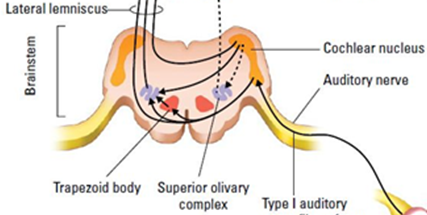 Lateral lemniscus
Brainstem
Cochlear nucleus
Auditory nerve
Trapezoid body
Superior olivary
complex
Type I auditory